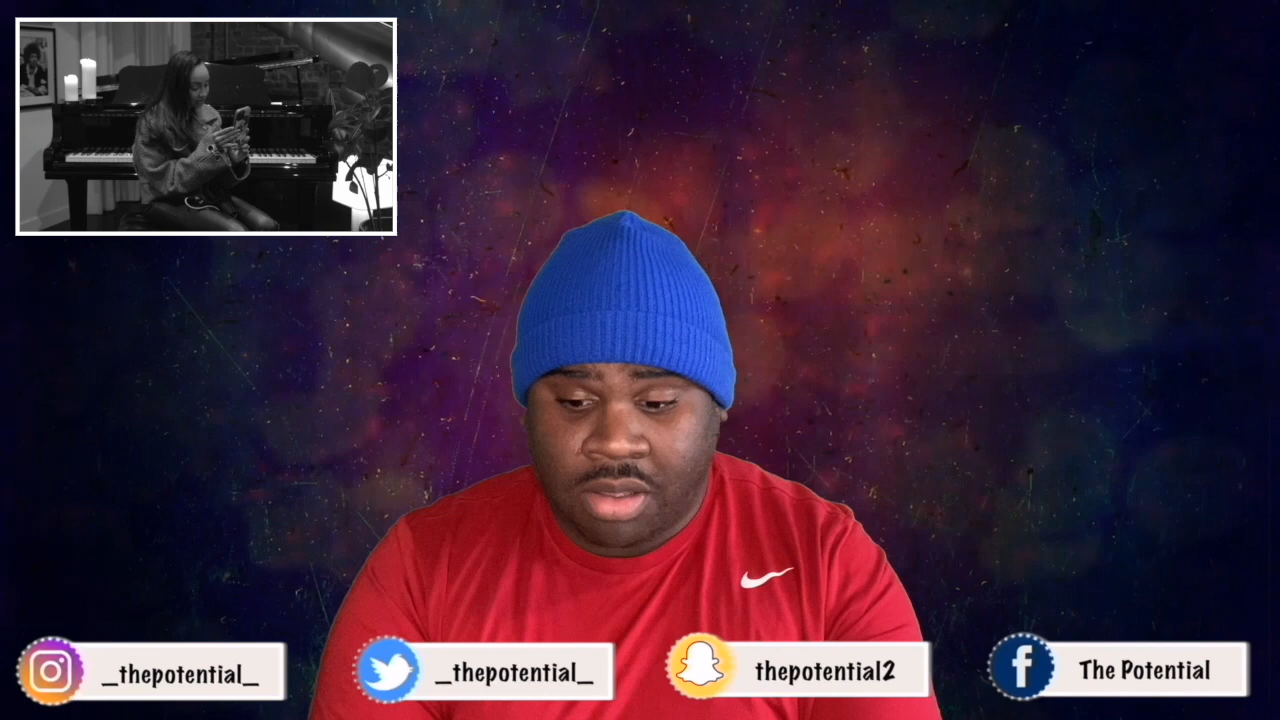 _thepotential_
_thepotential_
thepotential2
The Potential